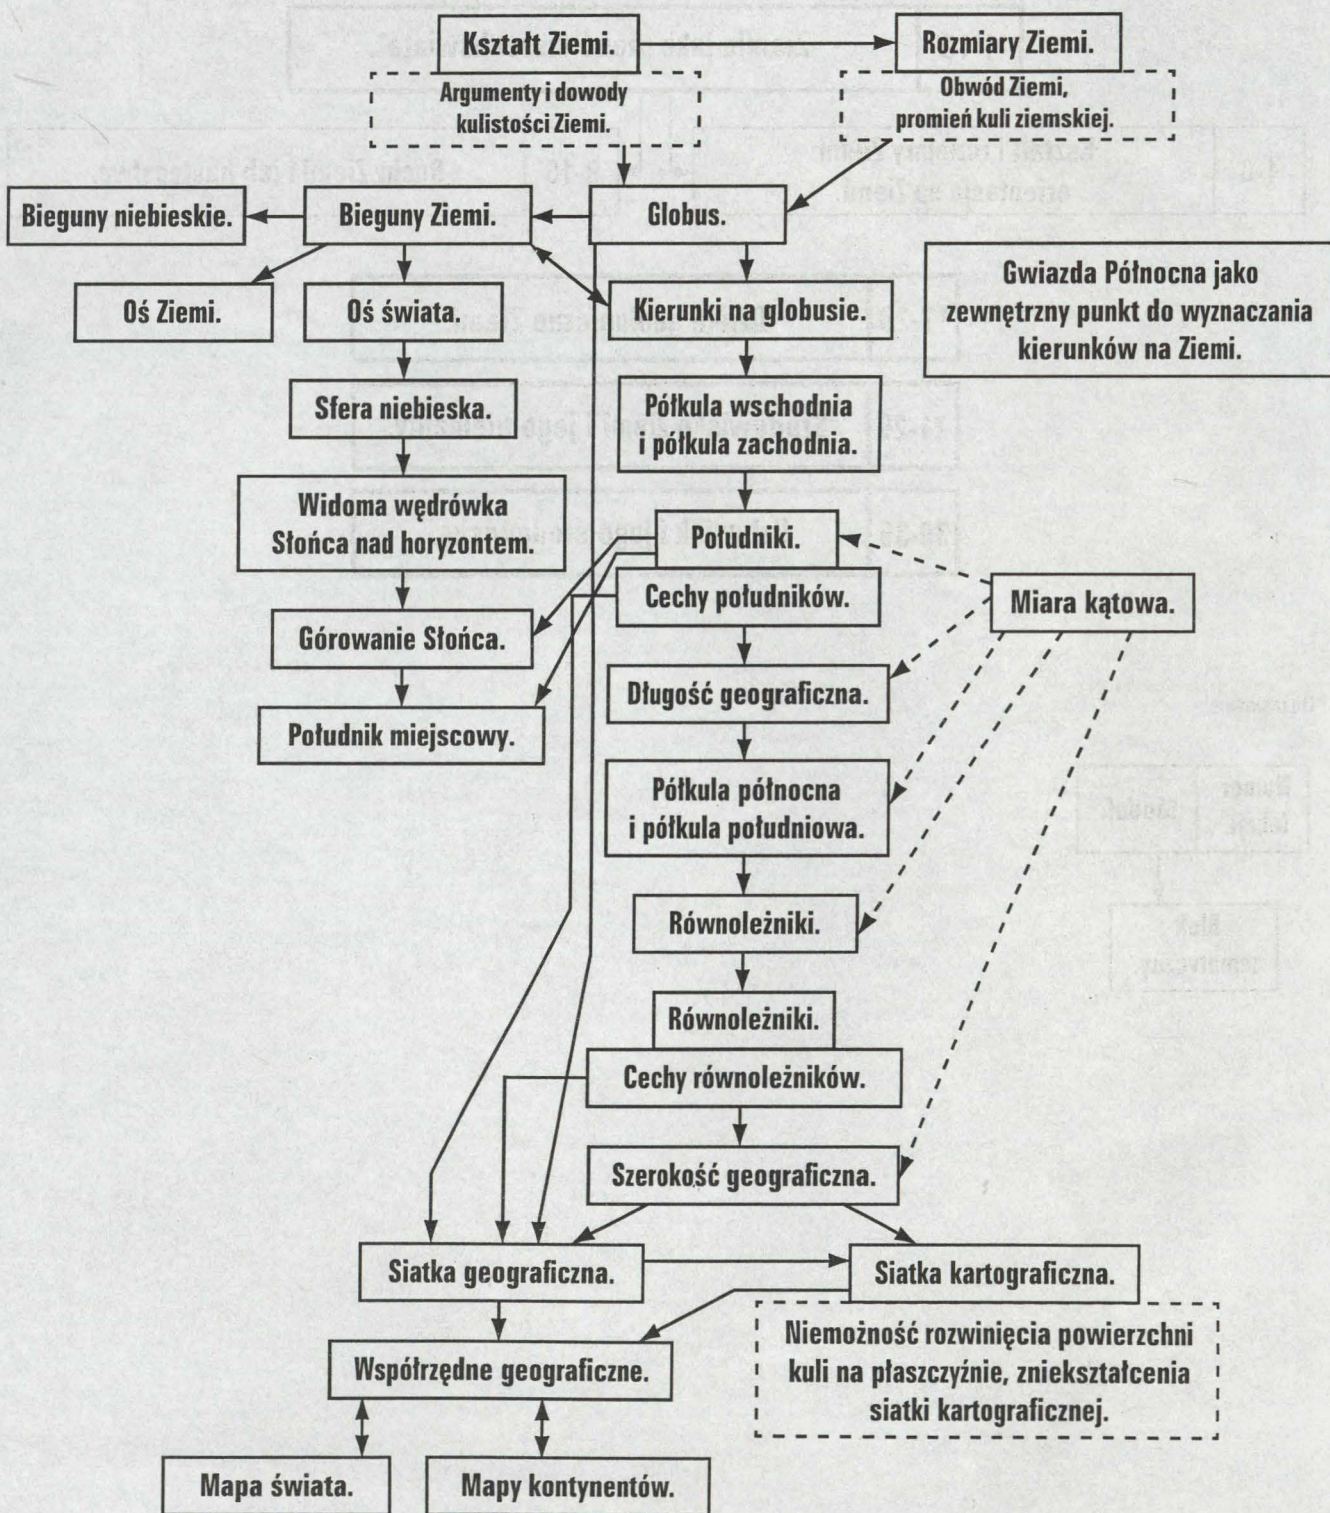 Kształt Ziemi.
Rozmiary Ziemi.
Argumenty i dowody
kulistości Ziemi.
Obwód Ziemi,
promień kuli ziemskiej.
Bieguny niebieskie.
Bieguny Ziemi.
Globus.
Gwiazda Północna jako
zewnętrzny punkt do wyznaczania
kierunków na Ziemi.
Oś Ziemi.
Oś świata.
Kierunki na globusie.
Sfera niebieska.
Półkula wschodnia
i półkula zachodnia.
Widoma wędrówka
Słońca nad horyzontem.
Południki.
Cechy południków.
Miara kątowa.
Górowanie Słońca.
Długość geograficzna.
Południk miejscowy.
Półkula północna
i półkula południowa.
Równoleżniki.
Równoleżniki.
Cechy równoleżników.
Szerokość geograficzna.
Siatka geograficzna.
Siatka kartograficzna.
Niemożność rozwinięcia powierzchni
kuli na płaszczyźnie, zniekształcenia
siatki kartograficznej.
Współrzędne geograficzne.
Mapa świata.
Mapy kontynentów.